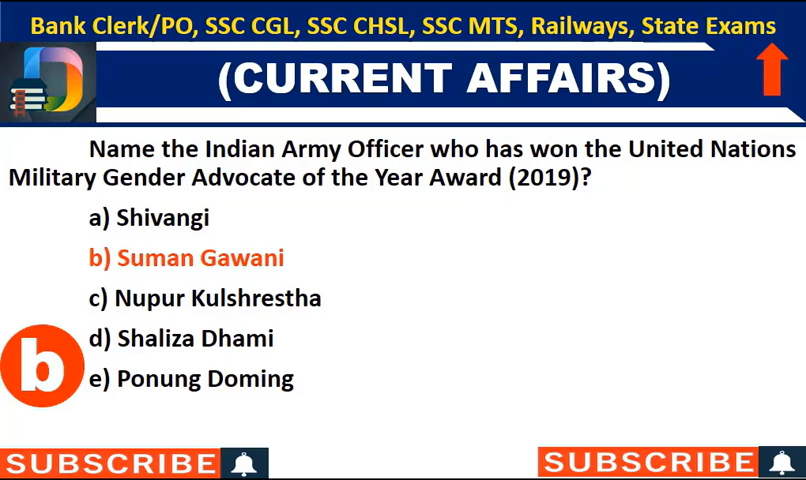 Bank Clerk/PO, SSC CGL, SSC CHSL, SSC MTS, Railways, State Exams
(CURRENT AFFAIRS)
Name the Indian Army Officer who has won the United Nations
Military Gender Advocate of the Year Award (2019)?
a) Shivangi
b) Suman Gawani
c) Nupur Kulshrestha
d) Shaliza Dhami
b
e) Ponung Doming
SUBSCRIBE
SUBSCRIBE